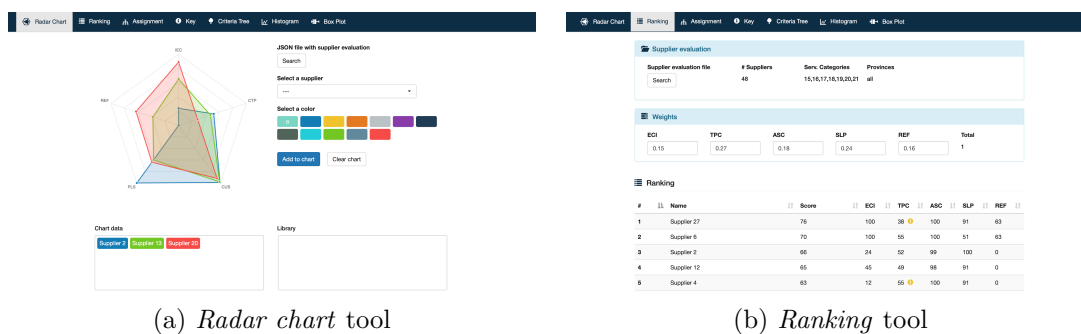 Radar Chart Ranking Assignment Key Criteria Tree Histogram Box Plot
IEC
CTP
CUS
PLS
REF
JSON file with supplier evaluation
Search
Select a supplier
---
Select a color
Add to chart Clear chart
Chart data
Supplier 2 Supplier 13 Supplier 20
Library
(a) Radar chart tool
Radar Chart Ranking Assignment Key Criteria Tree Histogram Box Plot
Supplier evaluation
Supplier evaluation file # Suppliers Serv. Categories Provinces
Search 48 15,16,17,18,19,20,21 all
Weights
ECI TPC ASC SLP REF Total
0.15 0.27 0.18 0.24 0.16 1
Ranking
# Name Score ECI TPC ASC SLP REF
1 Supplier 27 76 100 38 100 91 63
2 Supplier 6 70 100 55 100 51 63
3 Supplier 2 66 24 52 99 100 0
4 Supplier 12 65 45 49 98 91 0
5 Supplier 4 63 12 55 100 91 0
(b) Ranking tool